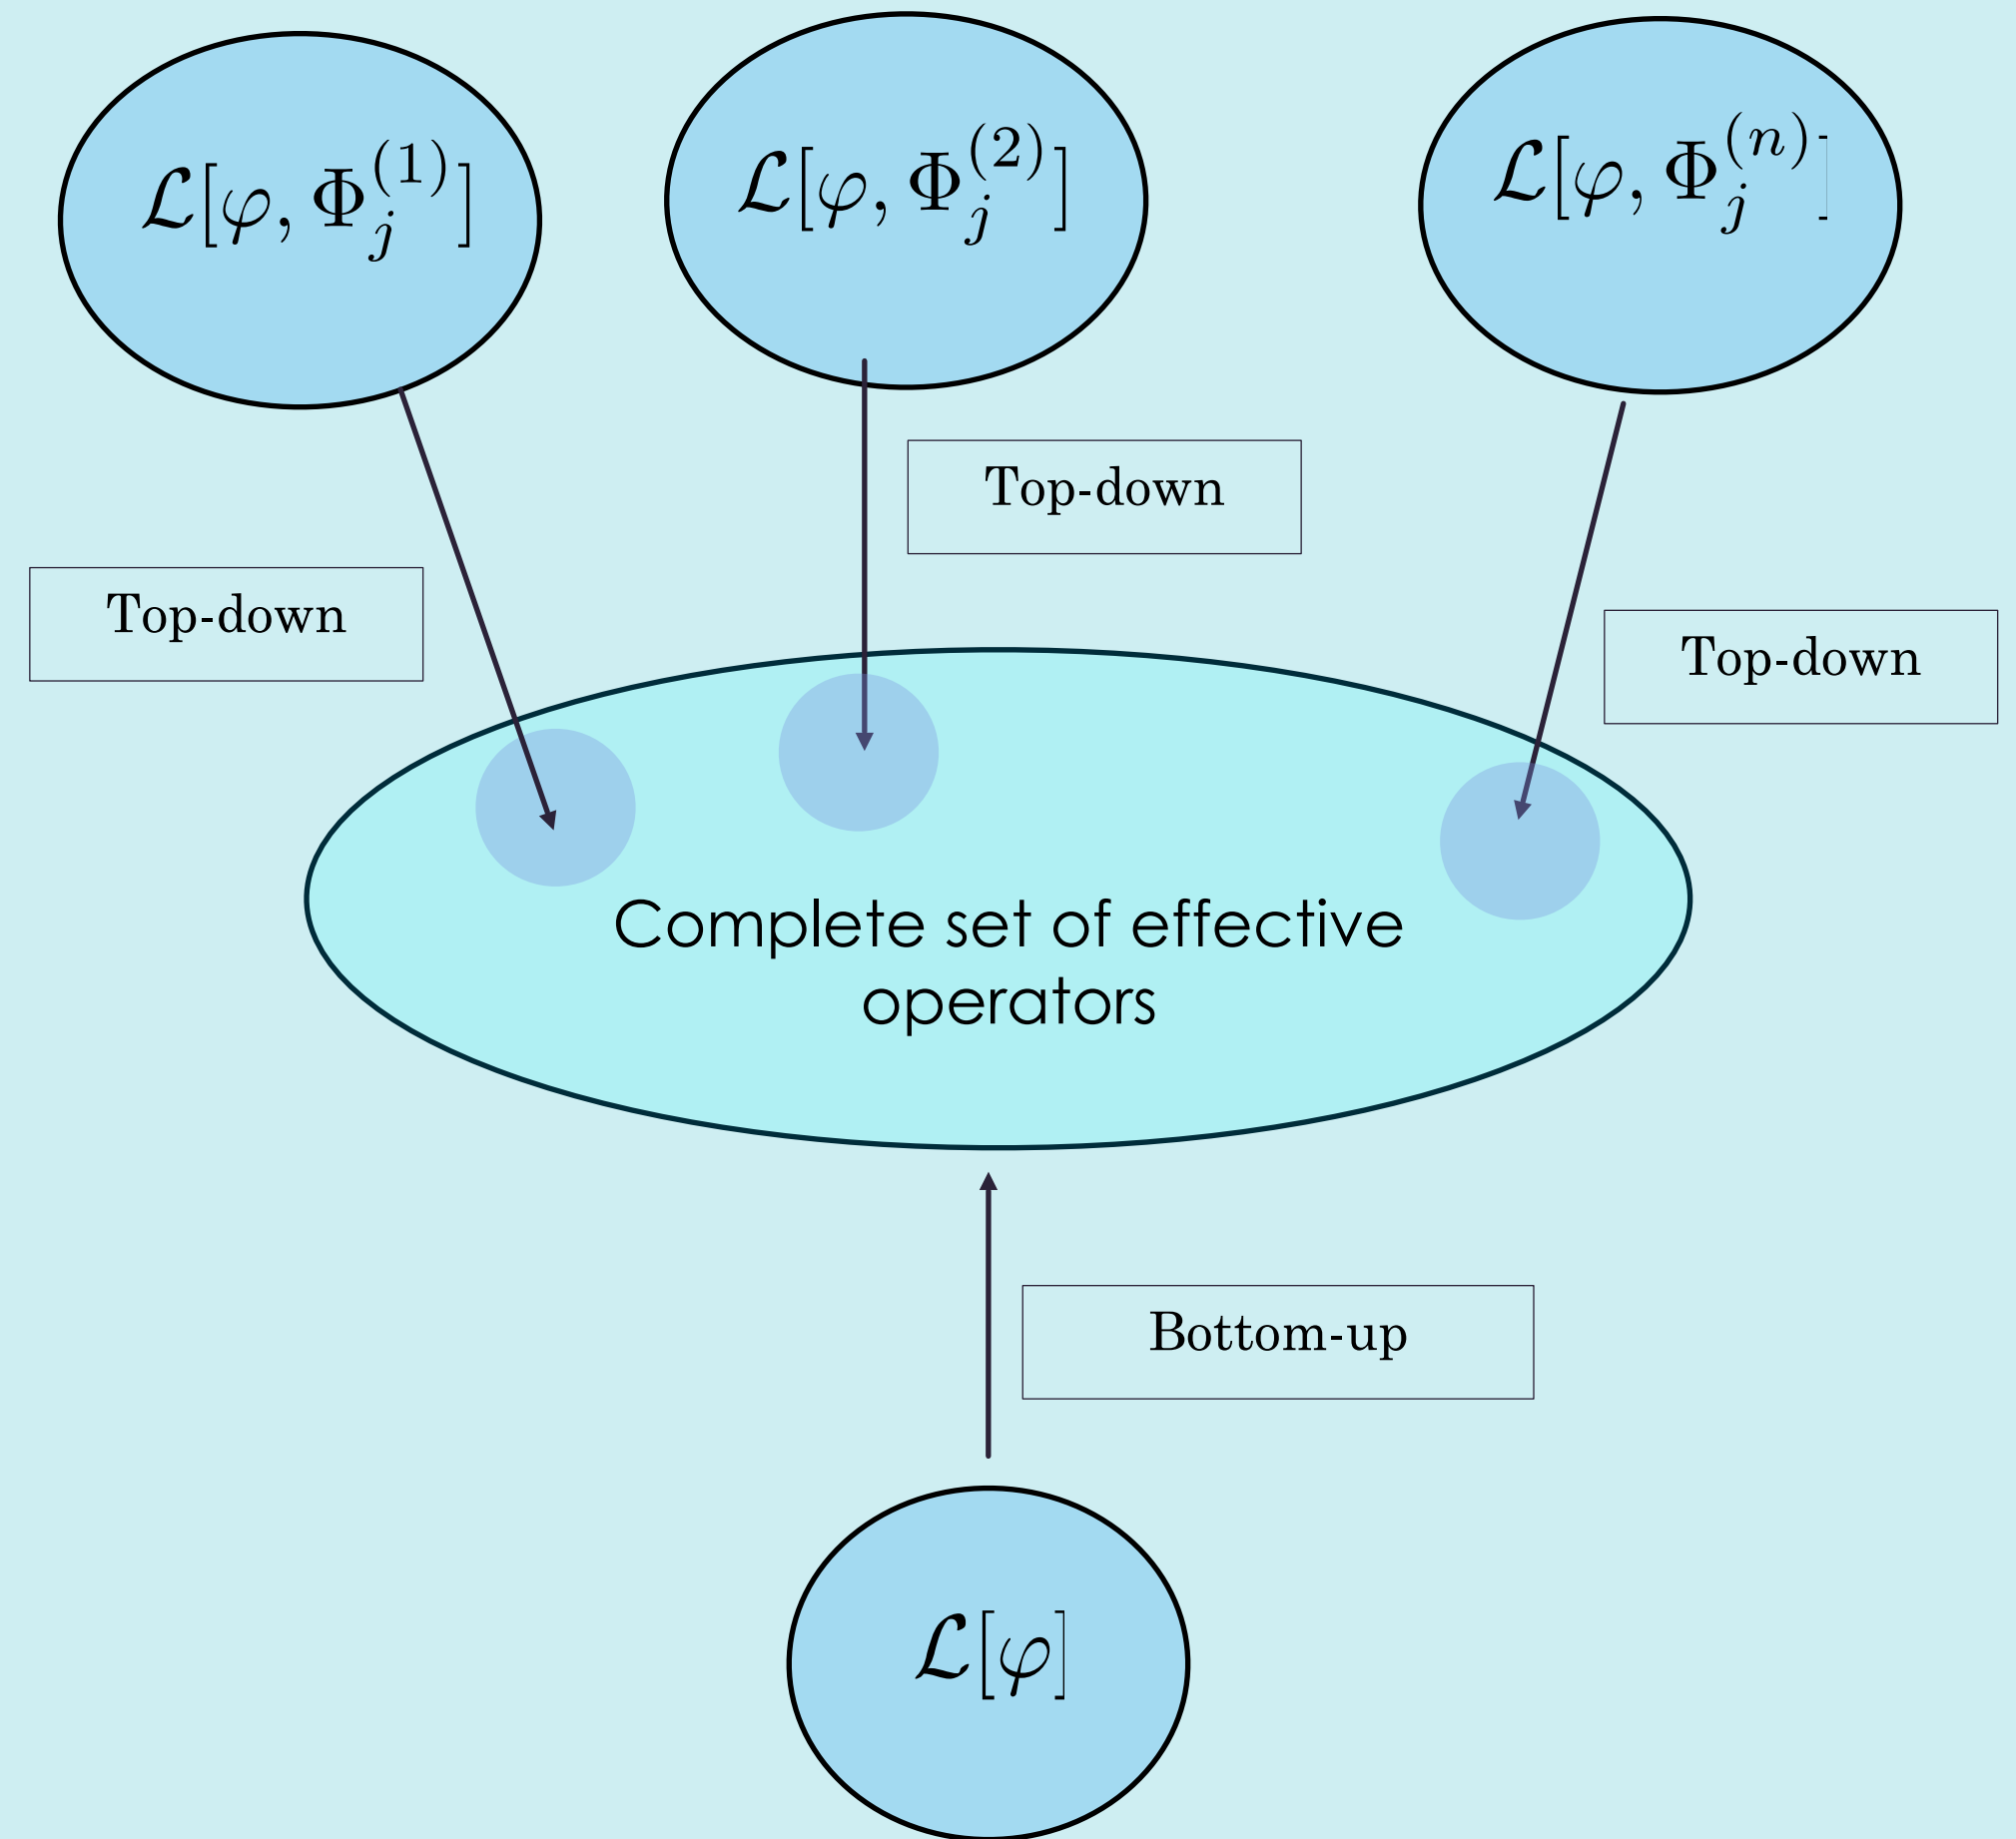 ℒ[φ, Φ_j^(1)]
ℒ[φ, Φ_j^(2)]
ℒ[φ, Φ_j^(n)]
Top-down
Top-down
Top-down
Complete set of effective
operators
Bottom-up
ℒ[φ]